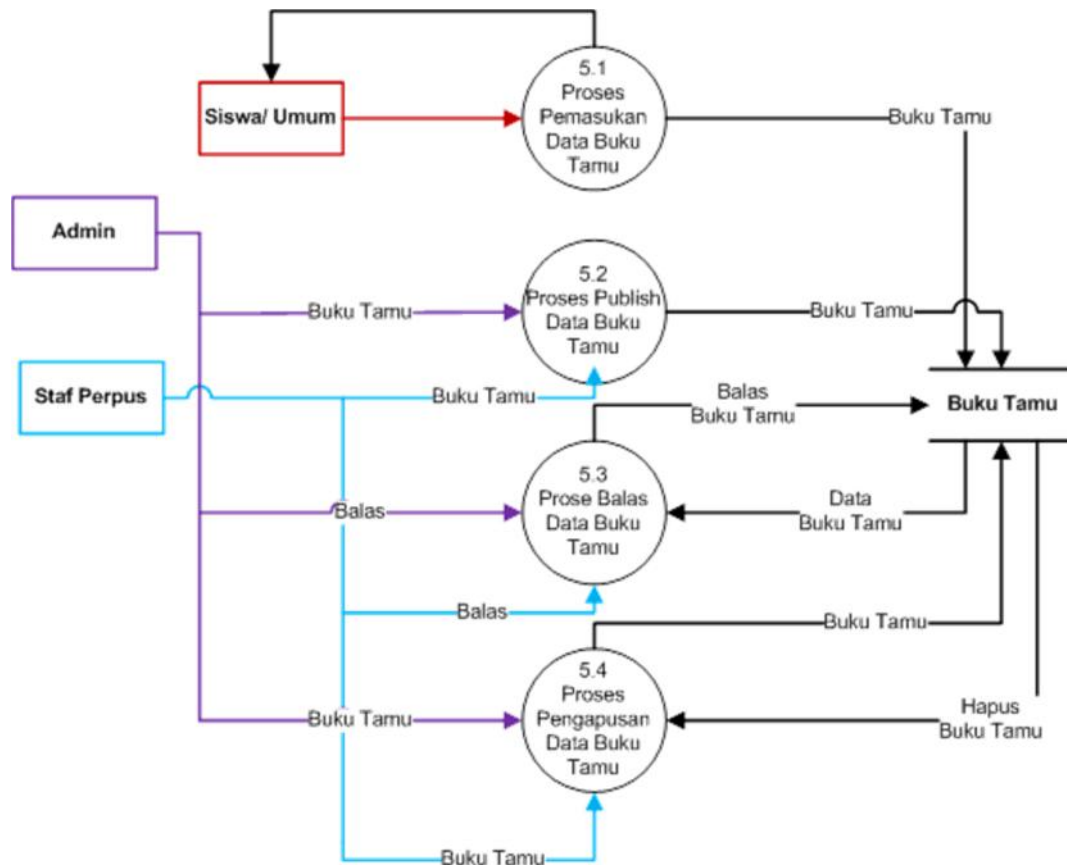 5.1
Proses
Pemasukan
Data Buku
Tamu
Siswa/ Umum
Buku Tamu
Admin
5.2
Proses Publish
Data Buku
Tamu
Buku Tamu
Buku Tamu
Staf Perpus
Buku Tamu
Balas
Buku Tamu
Buku Tamu
5.3
Prose Balas
Data Buku
Tamu
Balas
Data
Buku Tamu
Balas
Buku Tamu
5.4
Proses
Pengapusan
Data Buku
Tamu
Buku Tamu
Hapus
Buku Tamu
Buku Tamu